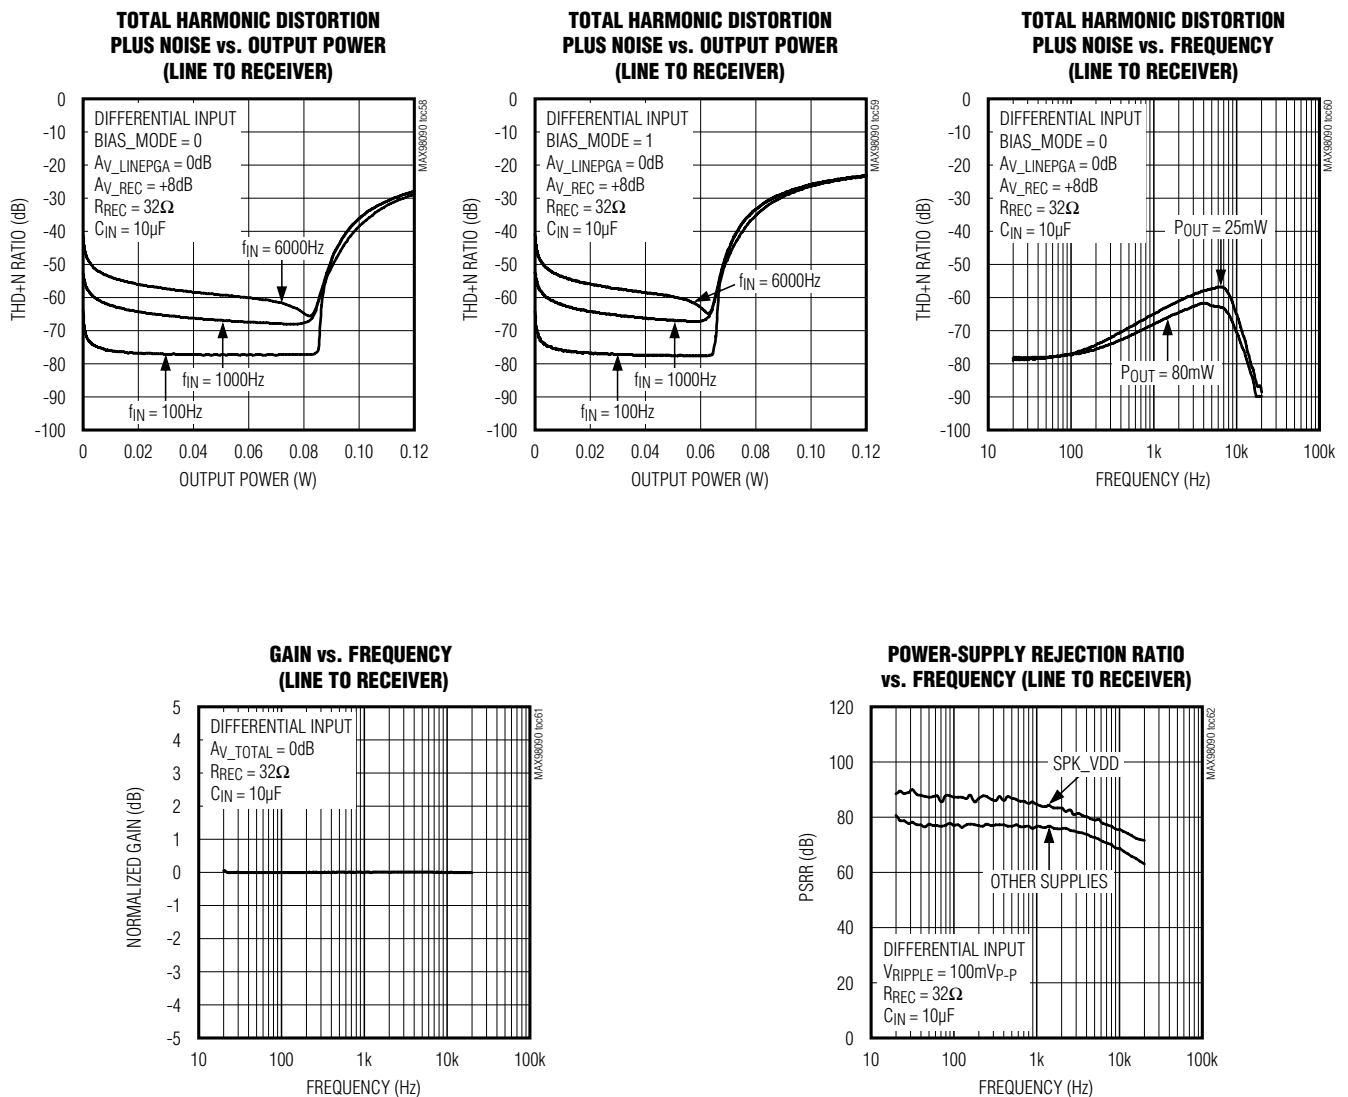 TOTAL HARMONIC DISTORTION
PLUS NOISE vs. OUTPUT POWER
(LINE TO RECEIVER)
0
-10
-20
-30
-40
-50
-60
-70
-80
-90
-100
THD+N RATIO (dB)
DIFFERENTIAL INPUT
BIAS_MODE = 0
AV_LINEPGA = 0dB
AV_REC = +8dB
RREC = 32Ω
CIN = 10µF
fIN = 6000Hz
fIN = 1000Hz
fIN = 100Hz
MAX98090 toc58
0 0.02 0.04 0.06 0.08 0.10 0.12
OUTPUT POWER (W)
TOTAL HARMONIC DISTORTION
PLUS NOISE vs. OUTPUT POWER
(LINE TO RECEIVER)
0
-10
-20
-30
-40
-50
-60
-70
-80
-90
-100
THD+N RATIO (dB)
DIFFERENTIAL INPUT
BIAS_MODE = 1
AV_LINEPGA = 0dB
AV_REC = +8dB
RREC = 32Ω
CIN = 10µF
fIN = 6000Hz
fIN = 1000Hz
fIN = 100Hz
MAX98090 toc59
0 0.02 0.04 0.06 0.08 0.10 0.12
OUTPUT POWER (W)
TOTAL HARMONIC DISTORTION
PLUS NOISE vs. FREQUENCY
(LINE TO RECEIVER)
0
-10
-20
-30
-40
-50
-60
-70
-80
-90
-100
THD+N RATIO (dB)
DIFFERENTIAL INPUT
BIAS_MODE = 0
AV_LINEPGA = 0dB
AV_REC = +8dB
RREC = 32Ω
CIN = 10µF
POUT = 25mW
POUT = 80mW
MAX98090 toc60
10 100 1k 10k 100k
FREQUENCY (Hz)
GAIN vs. FREQUENCY
(LINE TO RECEIVER)
5
4
3
2
1
0
-1
-2
-3
-4
-5
NORMALIZED GAIN (dB)
DIFFERENTIAL INPUT
AV_TOTAL = 0dB
RREC = 32Ω
CIN = 10µF
MAX98090 toc61
10 100 1k 10k 100k
FREQUENCY (Hz)
POWER-SUPPLY REJECTION RATIO
vs. FREQUENCY (LINE TO RECEIVER)
120
100
80
60
40
20
0
PSRR (dB)
SPK_VDD
OTHER SUPPLIES
DIFFERENTIAL INPUT
VRIPPLE = 100mVP-P
RREC = 32Ω
CIN = 10µF
MAX98090 toc62
10 100 1k 10k 100k
FREQUENCY (Hz)